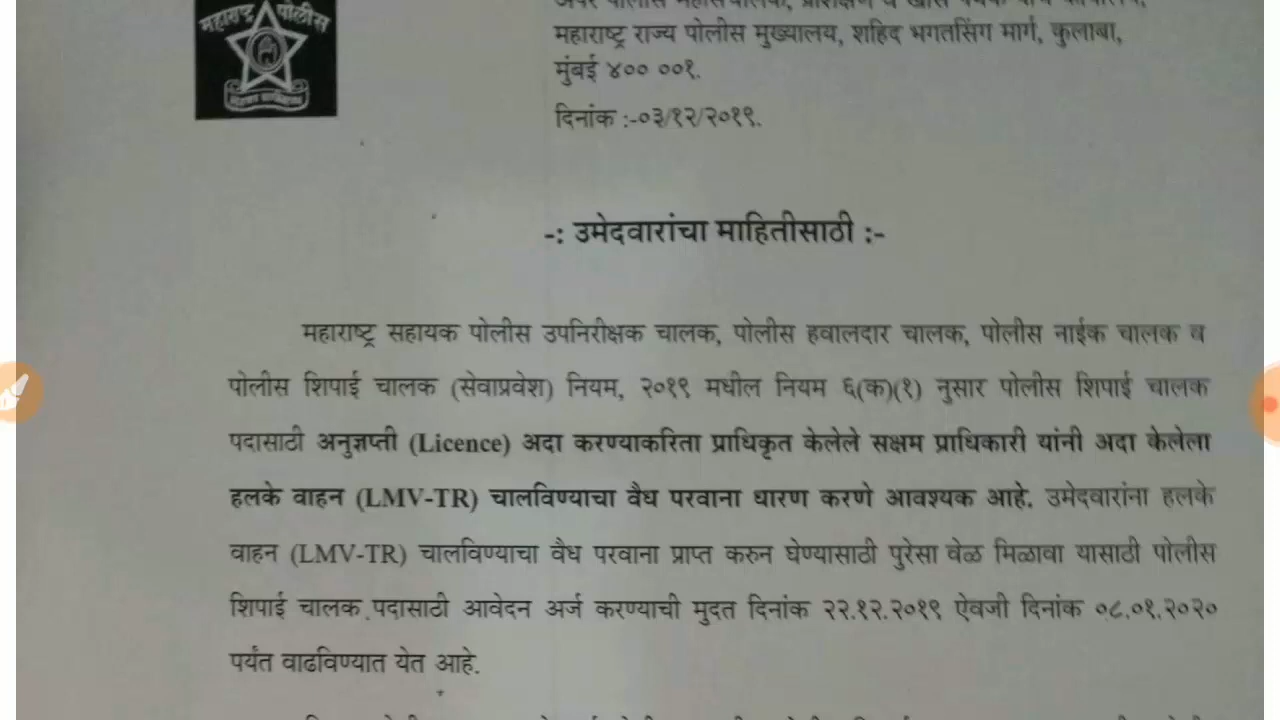 महाराष्ट्र पोलीस
महाराष्ट्र राज्य पोलीस मुख्यालय, शहिद भगतसिंग मार्ग, कुलाबा,
मुंबई ४०० ००१.
दिनांक :-०३/१२/२०१९.
-: उमेदवारांचा माहितीसाठी :-
महाराष्ट्र सहायक पोलीस उपनिरीक्षक चालक, पोलीस हवालदार चालक, पोलीस नाईक चालक व
पोलीस शिपाई चालक (सेवाप्रवेश) नियम, २०१९ मधील नियम ६(क)(१) नुसार पोलीस शिपाई चालक
पदासाठी अनुज्ञप्ती (Licence) अदा करण्याकरिता प्राधिकृत केलेले सक्षम प्राधिकारी यांनी अदा केलेला
हलके वाहन (LMV-TR) चालविण्याचा वैध परवाना धारण करणे आवश्यक आहे. उमेदवारांना हलके
वाहन (LMV-TR) चालविण्याचा वैध परवाना प्राप्त करुन घेण्यासाठी पुरेसा वेळ मिळावा यासाठी पोलीस
शिपाई चालक पदासाठी आवेदन अर्ज करण्याची मुदत दिनांक २२.१२.२०१९ ऐवजी दिनांक ०८.०१.२०२०
पर्यंत वाढविण्यात येत आहे.